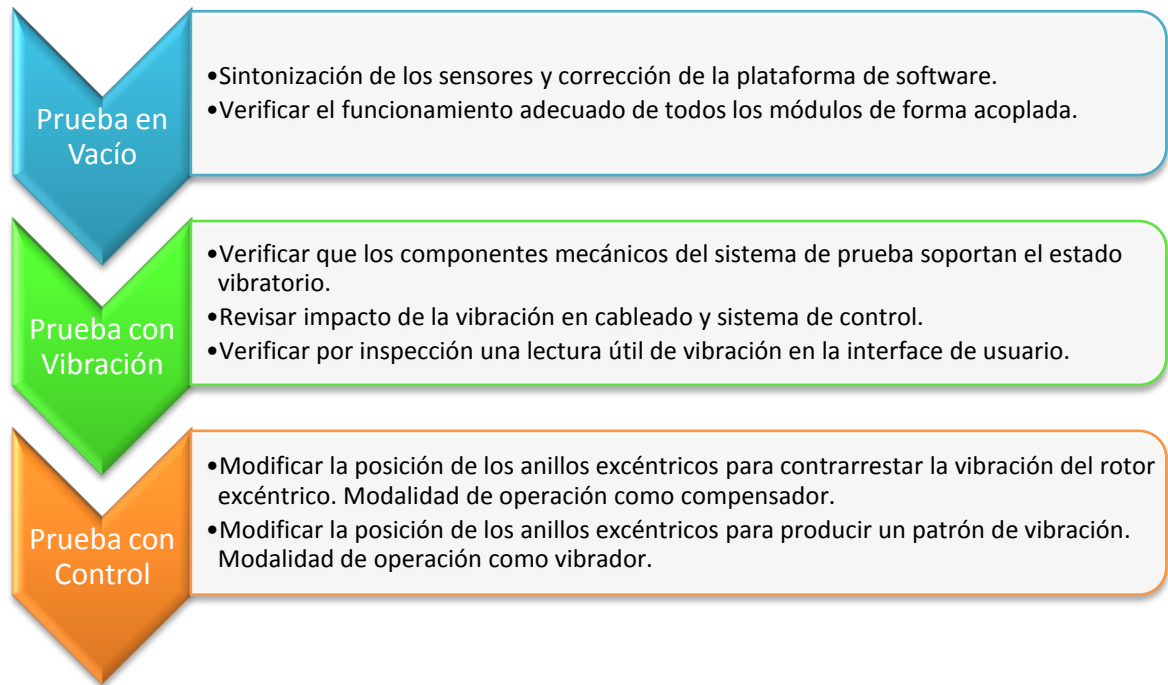 Prueba en
Vacío
•Sintonización de los sensores y corrección de la plataforma de software.
•Verificar el funcionamiento adecuado de todos los módulos de forma acoplada.
Prueba con
Vibración
•Verificar que los componentes mecánicos del sistema de prueba soportan el estado
vibratorio.
•Revisar impacto de la vibración en cableado y sistema de control.
•Verificar por inspección una lectura útil de vibración en la interface de usuario.
Prueba con
Control
•Modificar la posición de los anillos excéntricos para contrarrestar la vibración del rotor
excéntrico. Modalidad de operación como compensador.
•Modificar la posición de los anillos excéntricos para producir un patrón de vibración.
Modalidad de operación como vibrador.